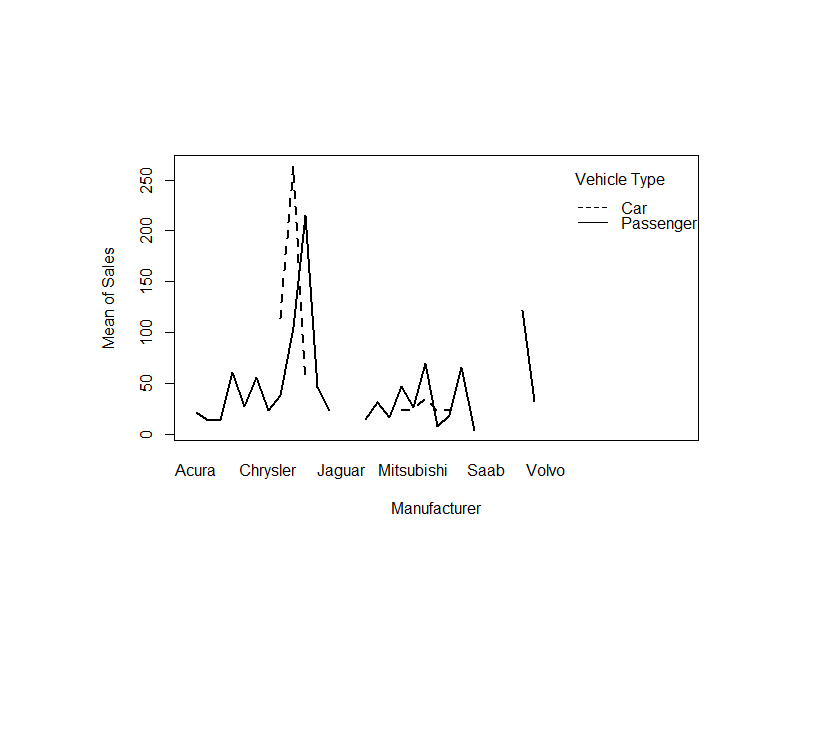 Vehicle Type
Car
Passenger
Mean of Sales
250
200
150
100
50
0
Acura Chrysler Jaguar Mitsubishi Saab Volvo
Manufacturer